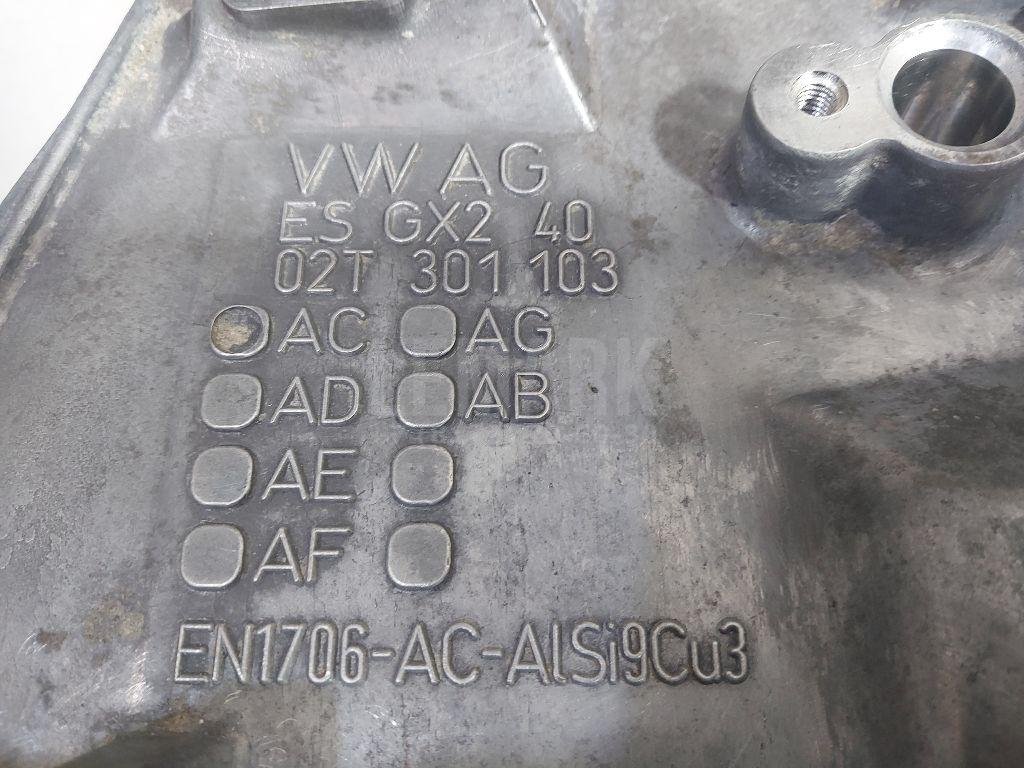 VW AG
ES GX2 40
02T 301 103
AC AG
AD AB
AE
AF
EN1706-AC-AlSi9Cu3